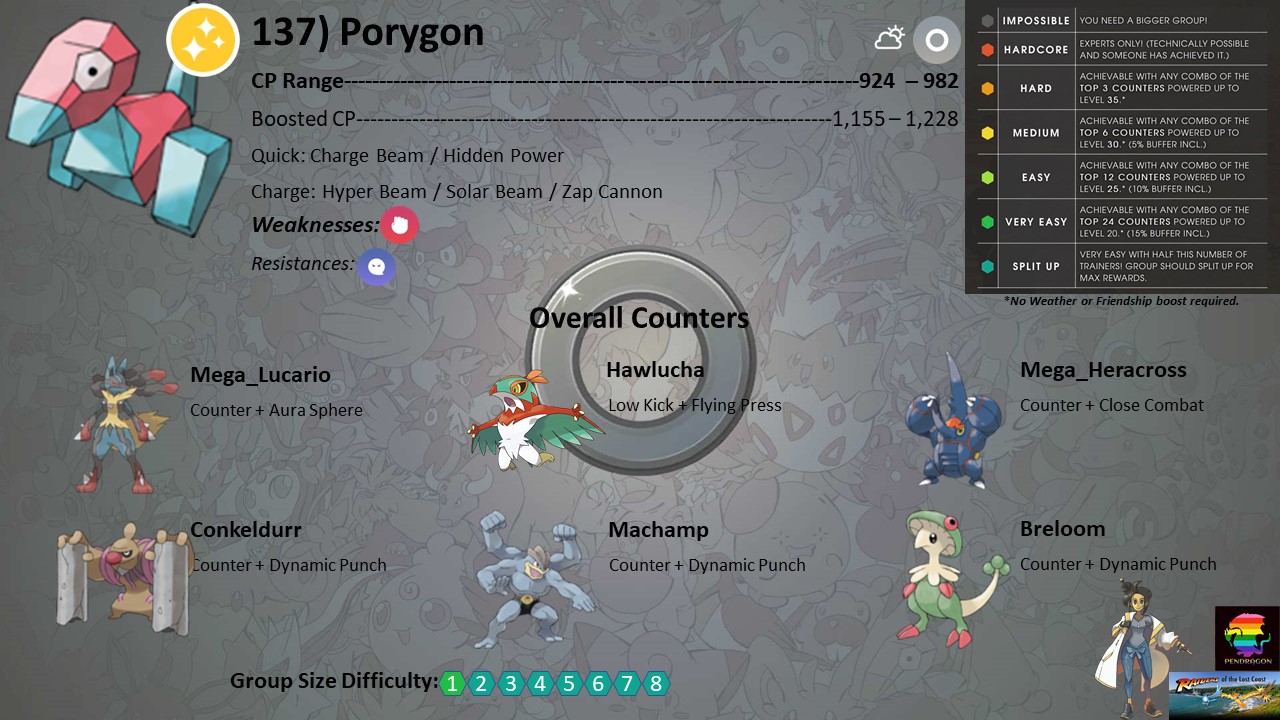 137) Porygon
CP Range--------------------------------------------------------------------------924 – 982
Boosted CP--------------------------------------------------------------------1,155 – 1,228
Quick: Charge Beam / Hidden Power
Charge: Hyper Beam / Solar Beam / Zap Cannon
Weaknesses:
Resistances:
IMPOSSIBLE YOU NEED A BIGGER GROUP!
HARDCORE EXPERTS ONLY! (TECHNICALLY POSSIBLE
AND SOMEONE HAS ACHIEVED IT.)
HARD ACHIEVABLE WITH ANY COMBO OF THE
TOP 3 COUNTERS POWERED UP TO
LEVEL 35.*
MEDIUM ACHIEVABLE WITH ANY COMBO OF THE
TOP 6 COUNTERS POWERED UP TO
LEVEL 30.* (5% BUFFER INCL.)
EASY ACHIEVABLE WITH ANY COMBO OF THE
TOP 12 COUNTERS POWERED UP TO
LEVEL 25.* (10% BUFFER INCL.)
VERY EASY ACHIEVABLE WITH ANY COMBO OF THE
TOP 24 COUNTERS POWERED UP TO
LEVEL 20.* (15% BUFFER INCL.)
SPLIT UP VERY EASY WITH HALF THIS NUMBER OF
TRAINERS! GROUP SHOULD SPLIT UP FOR
MAX REWARDS.
*No Weather or Friendship boost required.
Overall Counters
Mega_Lucario
Counter + Aura Sphere
Hawlucha
Low Kick + Flying Press
Mega_Heracross
Counter + Close Combat
Conkeldurr
Counter + Dynamic Punch
Machamp
Counter + Dynamic Punch
Breloom
Counter + Dynamic Punch
Group Size Difficulty: 1 2 3 4 5 6 7 8
PENDRAGON
RAIDERS of the Lost Coast